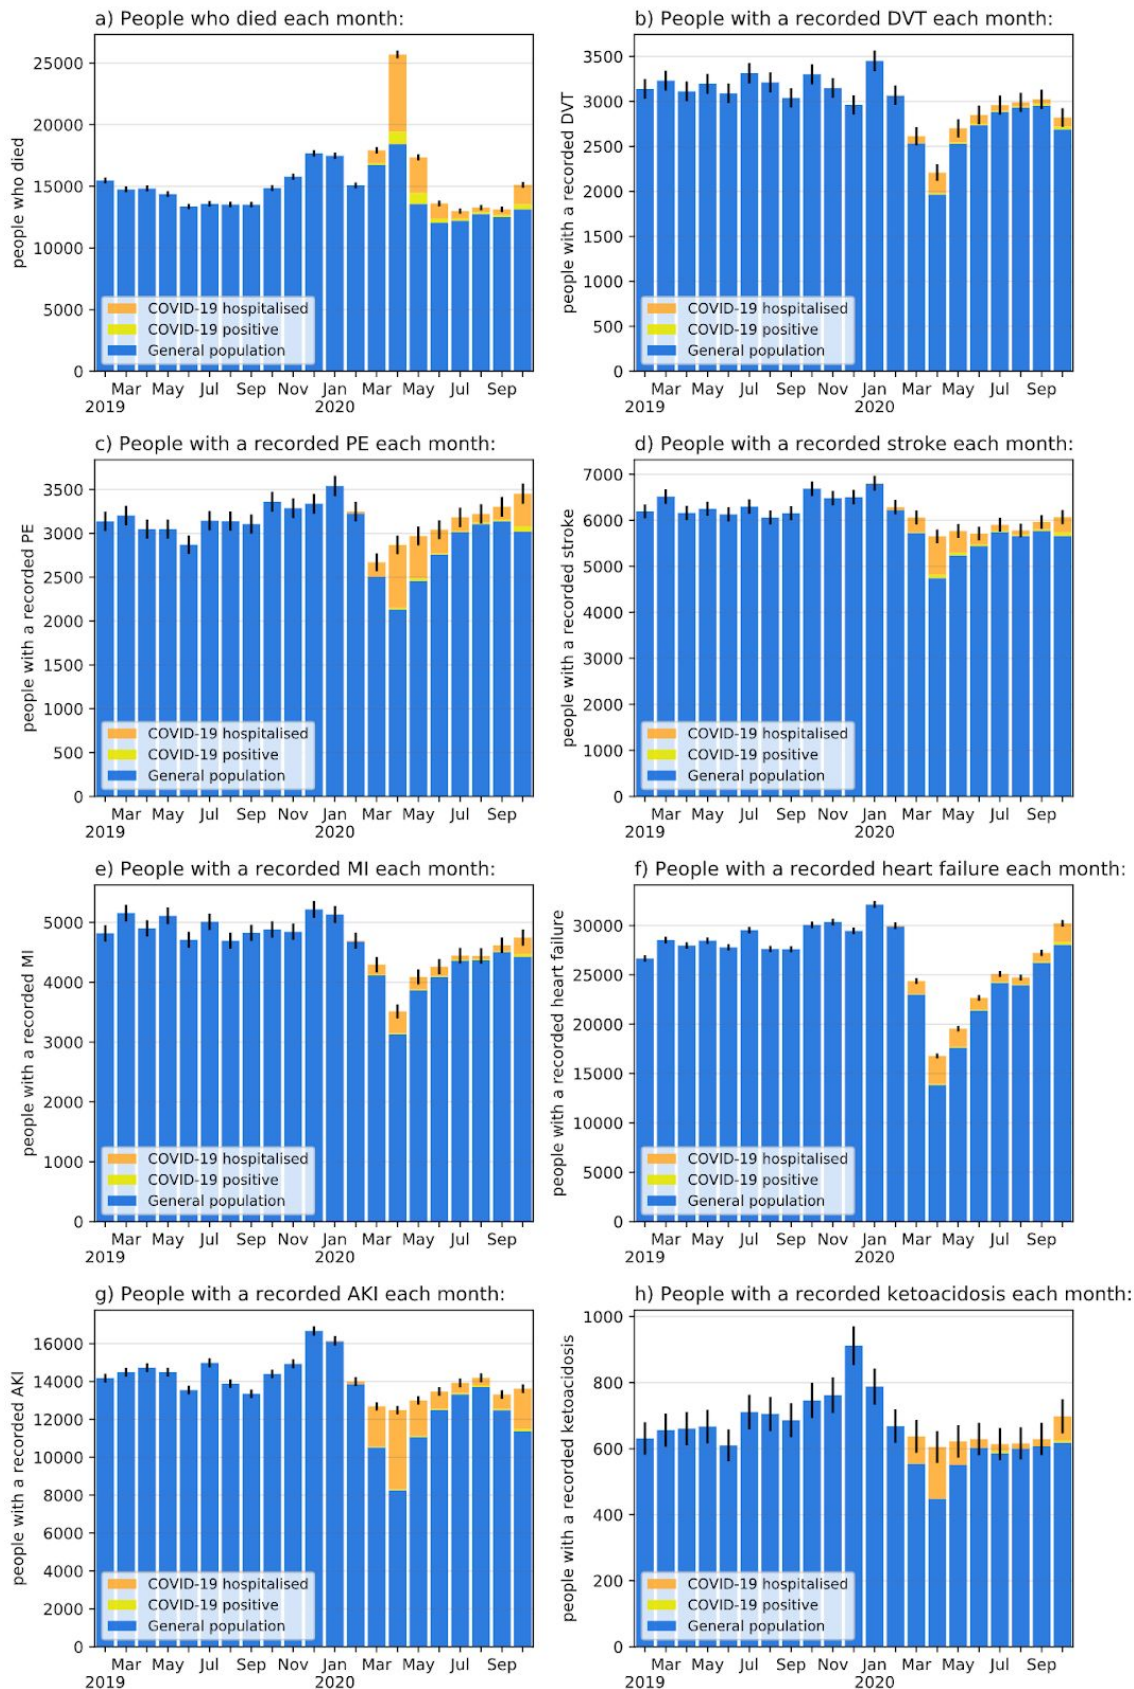 a) People who died each month:
people who died
25000
20000
15000
10000
5000
0
COVID-19 hospitalised
COVID-19 positive
General population
Mar May Jul Sep Nov Jan Mar May Jul Sep
2019 2020
b) People with a recorded DVT each month:
people with a recorded DVT
3500
3000
2500
2000
1500
1000
500
0
COVID-19 hospitalised
COVID-19 positive
General population
Mar May Jul Sep Nov Jan Mar May Jul Sep
2019 2020
c) People with a recorded PE each month:
people with a recorded PE
3500
3000
2500
2000
1500
1000
500
0
COVID-19 hospitalised
COVID-19 positive
General population
Mar May Jul Sep Nov Jan Mar May Jul Sep
2019 2020
d) People with a recorded stroke each month:
people with a recorded stroke
7000
6000
5000
4000
3000
2000
1000
0
COVID-19 hospitalised
COVID-19 positive
General population
Mar May Jul Sep Nov Jan Mar May Jul Sep
2019 2020
e) People with a recorded MI each month:
people with a recorded MI
5000
4000
3000
2000
1000
0
COVID-19 hospitalised
COVID-19 positive
General population
Mar May Jul Sep Nov Jan Mar May Jul Sep
2019 2020
f) People with a recorded heart failure each month:
people with a recorded heart failure
30000
25000
20000
15000
10000
5000
0
COVID-19 hospitalised
COVID-19 positive
General population
Mar May Jul Sep Nov Jan Mar May Jul Sep
2019 2020
g) People with a recorded AKI each month:
people with a recorded AKI
16000
14000
12000
10000
8000
6000
4000
2000
0
COVID-19 hospitalised
COVID-19 positive
General population
Mar May Jul Sep Nov Jan Mar May Jul Sep
2019 2020
h) People with a recorded ketoacidosis each month:
people with a recorded ketoacidosis
1000
800
600
400
200
0
COVID-19 hospitalised
COVID-19 positive
General population
Mar May Jul Sep Nov Jan Mar May Jul Sep
2019 2020